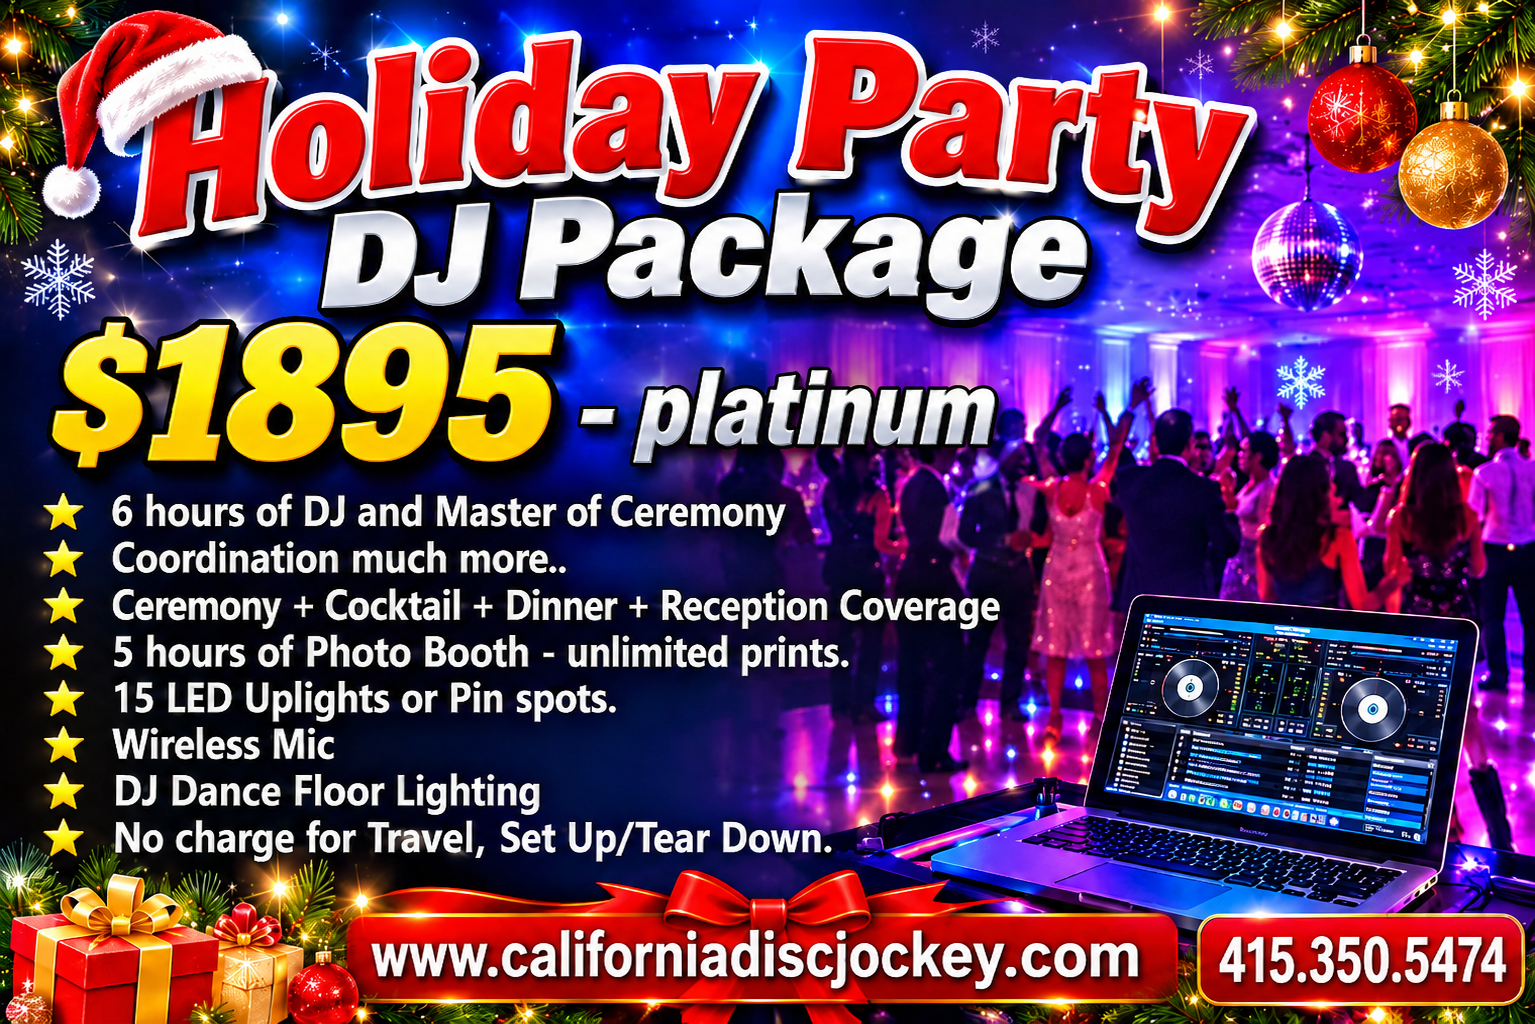 Holiday Party
DJ Package
$1895 - platinum
6 hours of DJ and Master of Ceremony
Coordination much more..
Ceremony + Cocktail + Dinner + Reception Coverage
5 hours of Photo Booth - unlimited prints.
15 LED Uplights or Pin spots.
Wireless Mic
DJ Dance Floor Lighting
No charge for Travel, Set Up/Tear Down.
www.californiadiscjockey.com
415.350.5474